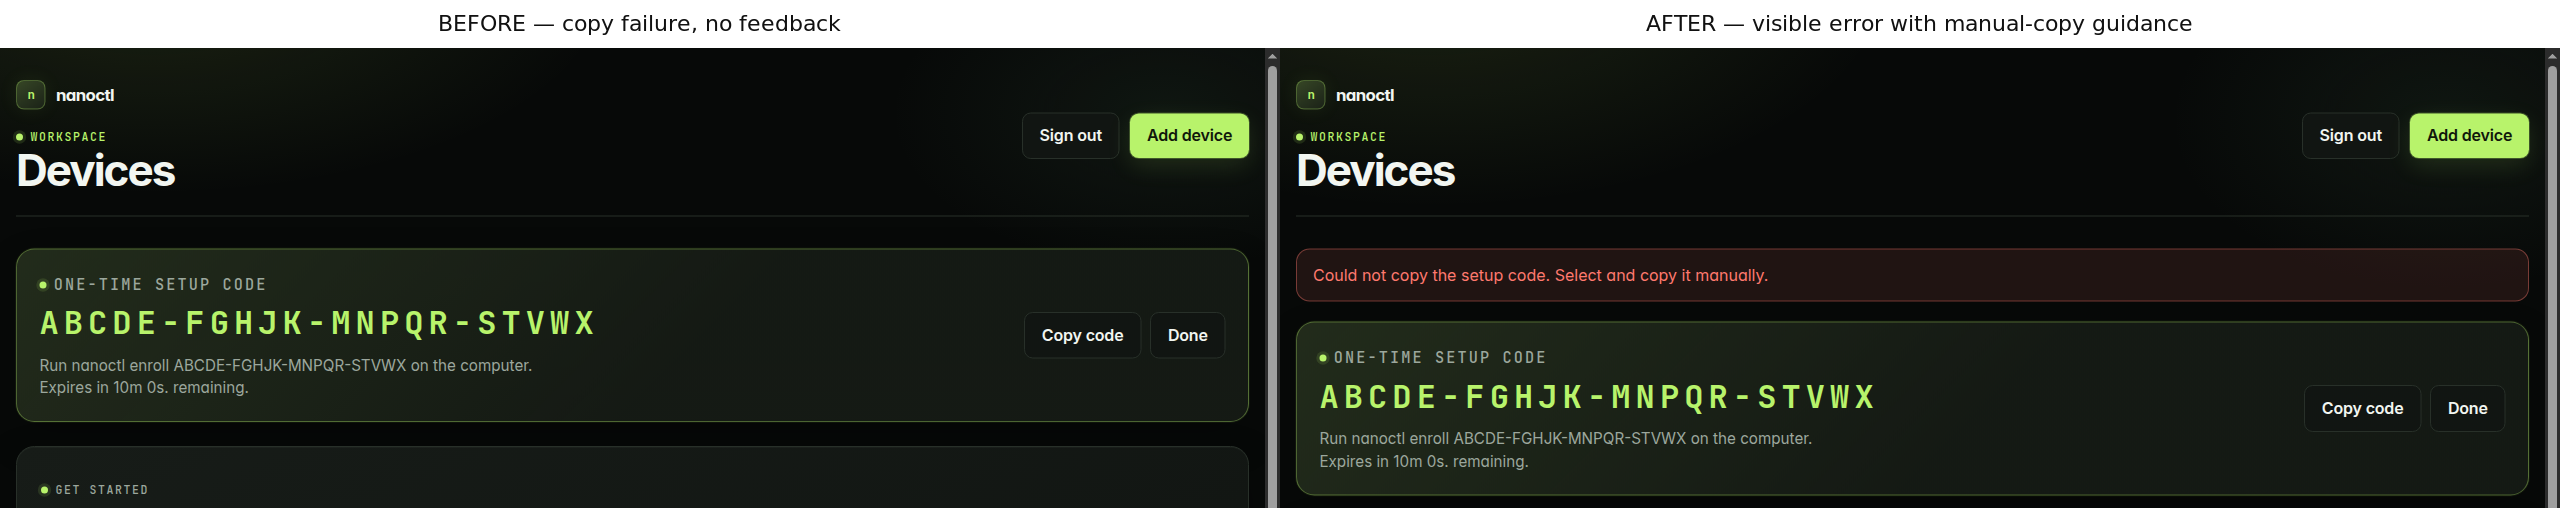 BEFORE — copy failure, no feedback
n nanoctl
WORKSPACE
Devices
Sign out Add device
ONE-TIME SETUP CODE
ABCDE-FGHJK-MNPQR-STVWX
Run nanoctl enroll ABCDE-FGHJK-MNPQR-STVWX on the computer.
Expires in 10m 0s. remaining.
Copy code Done
GET STARTED
AFTER — visible error with manual-copy guidance
n nanoctl
WORKSPACE
Devices
Sign out Add device
Could not copy the setup code. Select and copy it manually.
ONE-TIME SETUP CODE
ABCDE-FGHJK-MNPQR-STVWX
Run nanoctl enroll ABCDE-FGHJK-MNPQR-STVWX on the computer.
Expires in 10m 0s. remaining.
Copy code Done